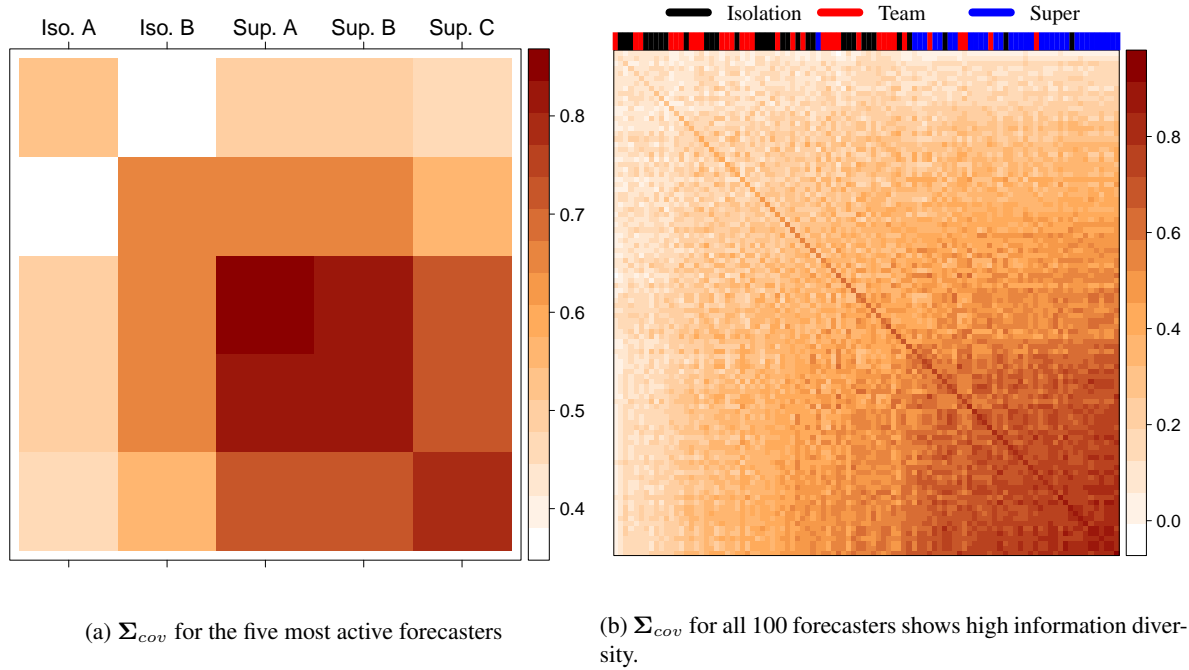 Iso. A Iso. B Sup. A Sup. B Sup. C
0.8
0.7
0.6
0.5
0.4
(a) Σcov for the five most active forecasters
Isolation Team Super
0.8
0.6
0.4
0.2
0.0
(b) Σcov for all 100 forecasters shows high information diver-
sity.